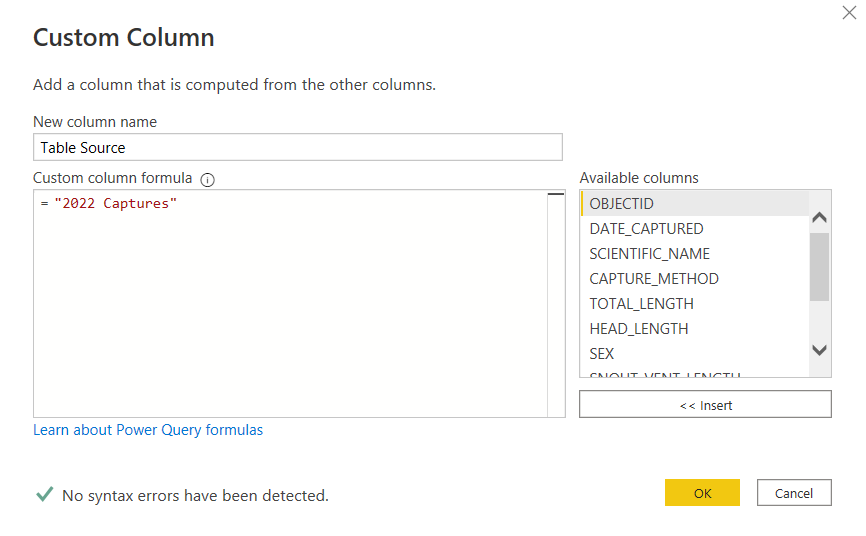 Custom Column
Add a column that is computed from the other columns.
New column name
Table Source
Custom column formula
Available columns
= "2022 Captures"
OBJECTID
DATE_CAPTURED
SCIENTIFIC_NAME
CAPTURE_METHOD
TOTAL_LENGTH
HEAD_LENGTH
SEX
SNOUT_VENT_LENGTH
<< Insert
Learn about Power Query formulas
No syntax errors have been detected.
OK
Cancel